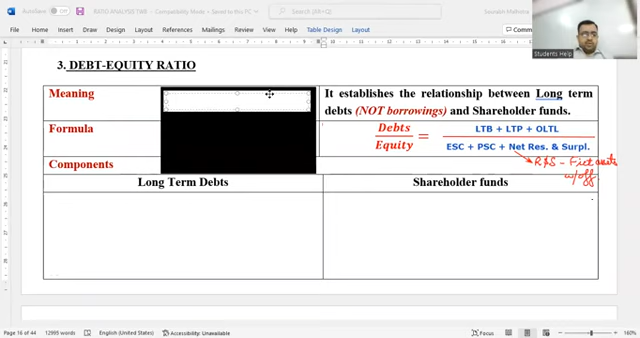 AutoSave Off
RATIO ANALYSIS TWB - Compatibility Mode - Saved to this PC
Search (Alt+Q)
Saurabh Malhotra
File Home Insert Draw Design Layout References Mailings Review View Help Table Design Layout
Students Help
3. DEBT-EQUITY RATIO
Meaning
It establishes the relationship between Long term
debts (NOT borrowings) and Shareholder funds.
Formula
Debts
Equity
=
LTB + LTP + OLTL
ESC + PSC + Net Res. & Surpl.
R&S - Fict assets
w/off.
Components
Long Term Debts
Shareholder funds
Page 16 of 44 12995 words English (United States) Accessibility: Unavailable Focus 160%